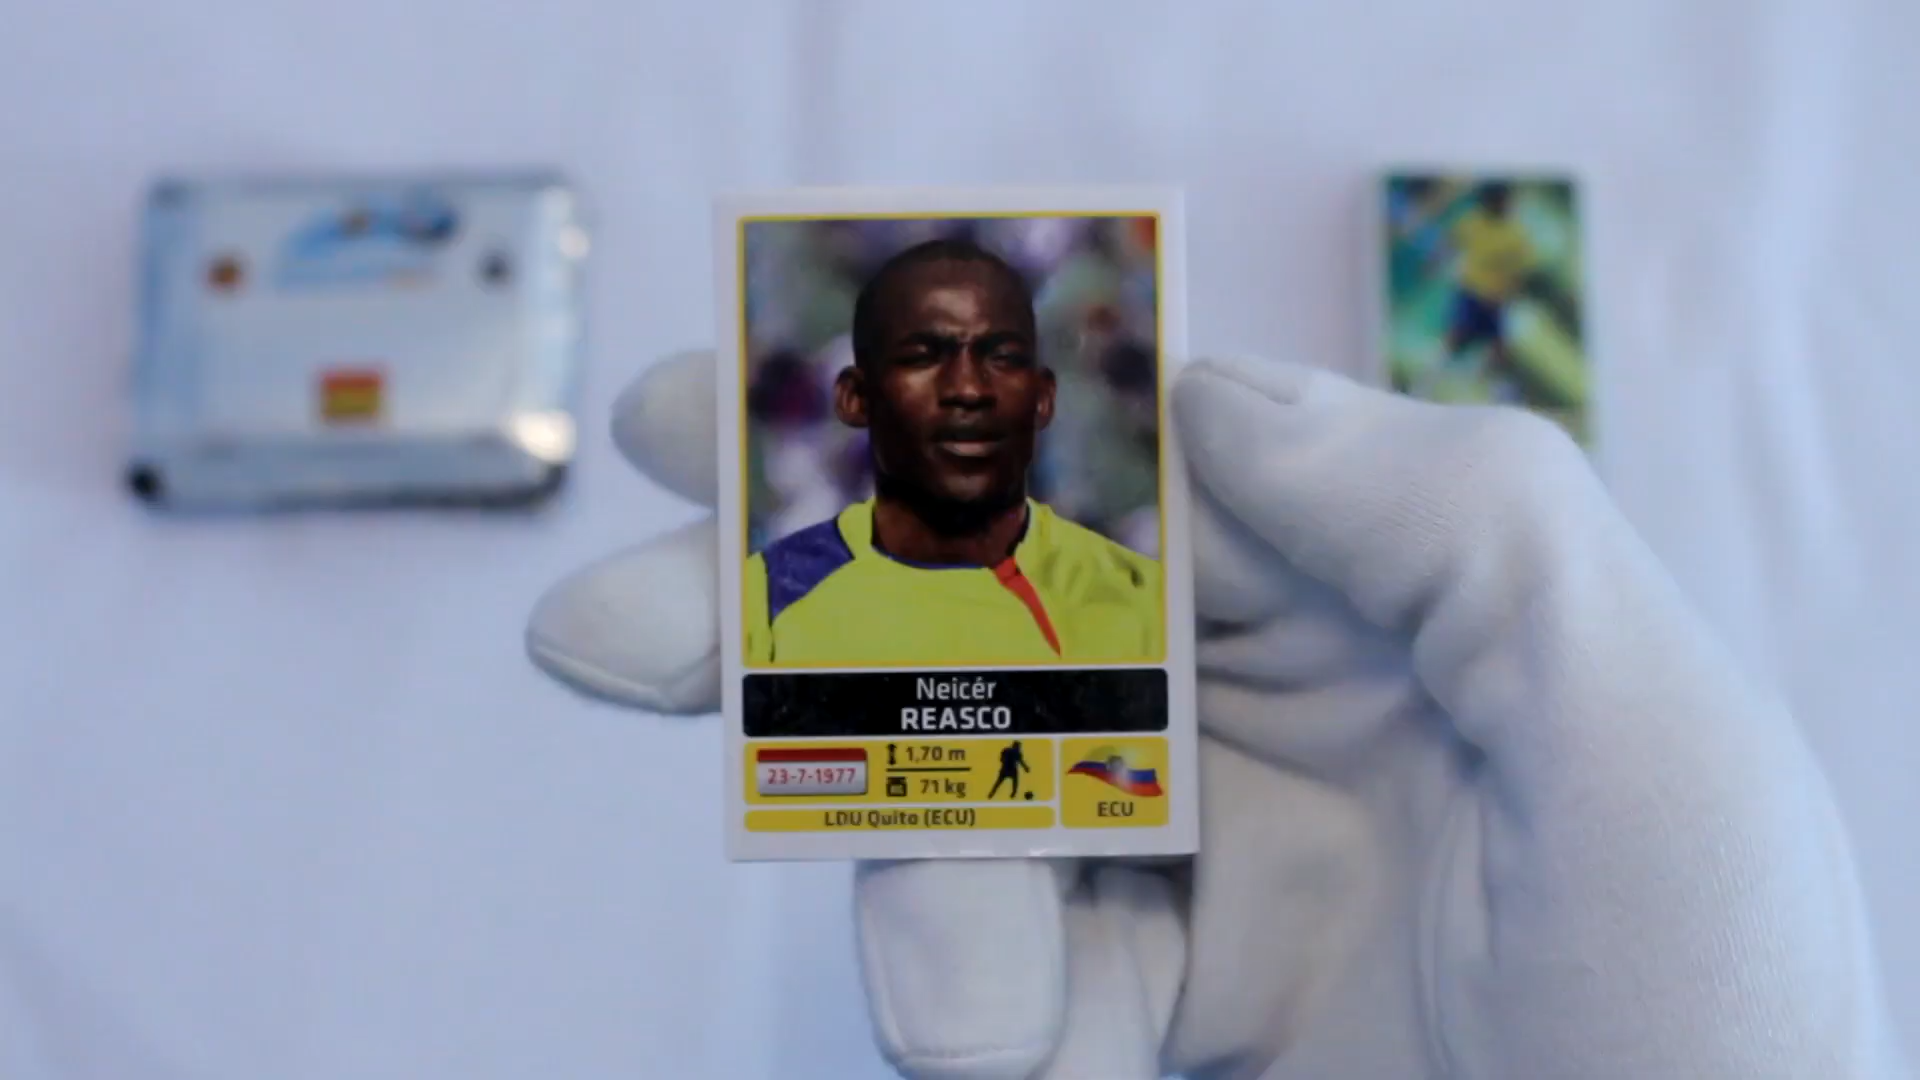 Neicér
REASCO
23-7-1977
1,70 m
71 kg
LDU Quito (ECU)
ECU